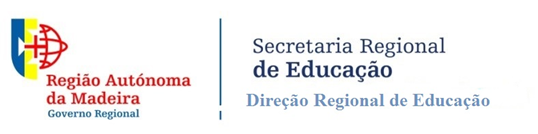 Região Autónoma
da Madeira
Governo Regional
Secretaria Regional
de Educação
Direção Regional de Educação